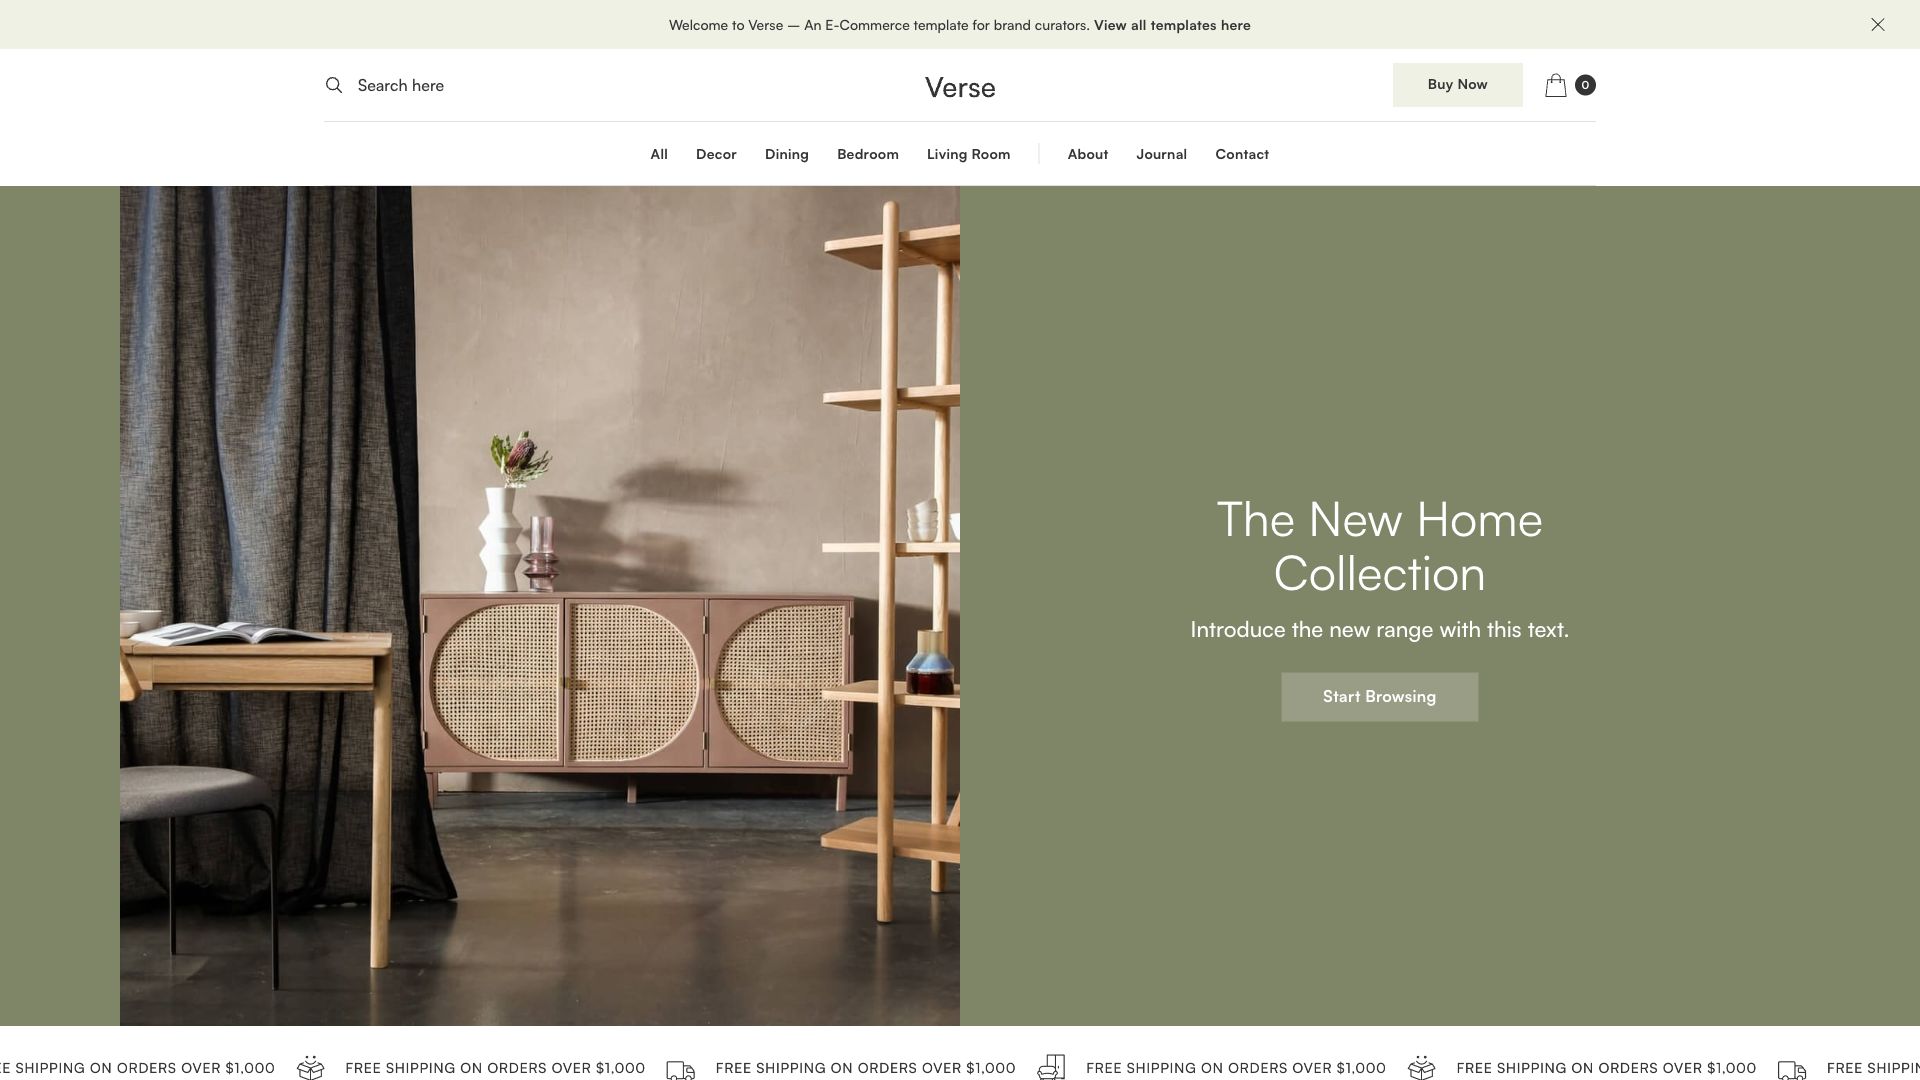 Welcome to Verse — An E-Commerce template for brand curators. View all templates here
Search here
Verse
Buy Now
0
All
Decor
Dining
Bedroom
Living Room
About
Journal
Contact
The New Home
Collection
Introduce the new range with this text.
Start Browsing
SHIPPING ON ORDERS OVER $1,000 FREE SHIPPING ON ORDERS OVER $1,000 FREE SHIPPING ON ORDERS OVER $1,000 FREE SHIPPING ON ORDERS OVER $1,000 FREE SHIPPING ON ORDERS OVER $1,000 FREE